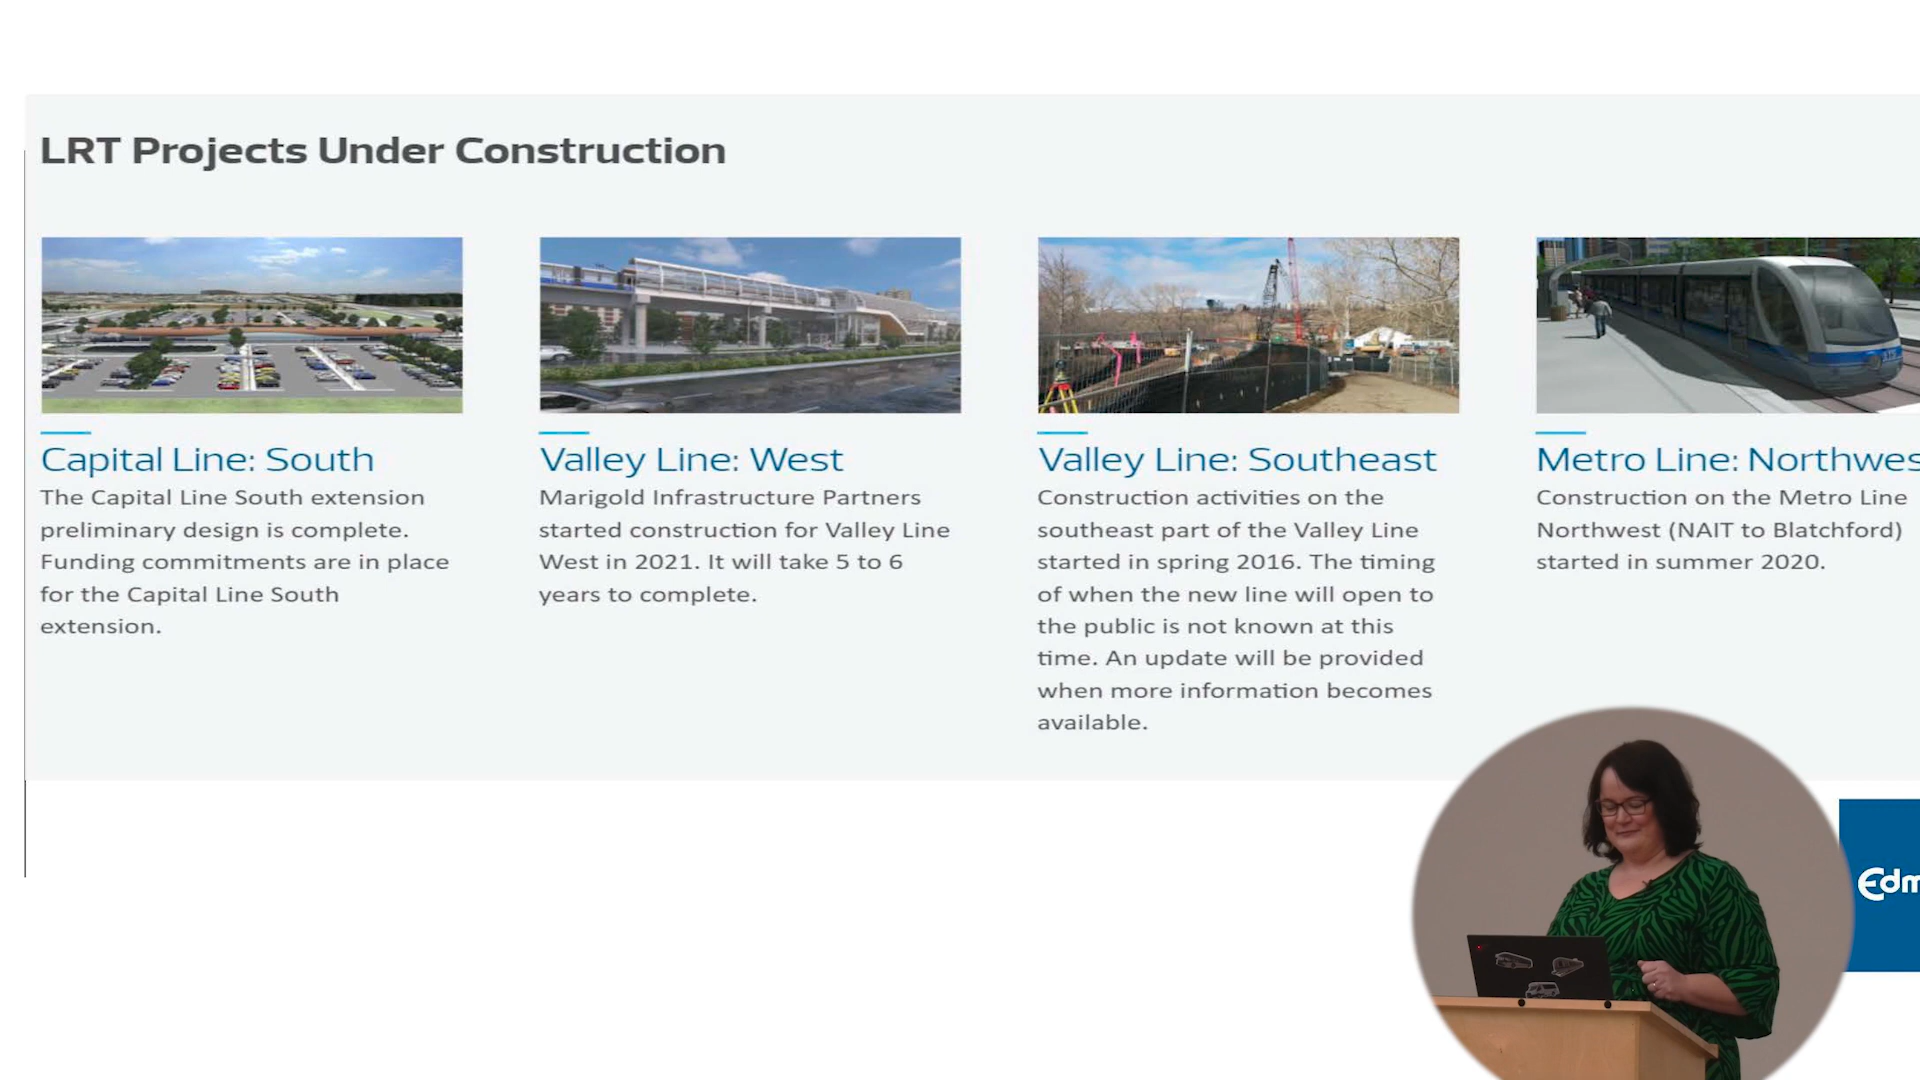 LRT Projects Under Construction
Capital Line: South
The Capital Line South extension
preliminary design is complete.
Funding commitments are in place
for the Capital Line South
extension.
Valley Line: West
Marigold Infrastructure Partners
started construction for Valley Line
West in 2021. It will take 5 to 6
years to complete.
Valley Line: Southeast
Construction activities on the
southeast part of the Valley Line
started in spring 2016. The timing
of when the new line will open to
the public is not known at this
time. An update will be provided
when more information becomes
available.
Metro Line: Northwes
Construction on the Metro Line
Northwest (NAIT to Blatchford)
started in summer 2020.
Edm